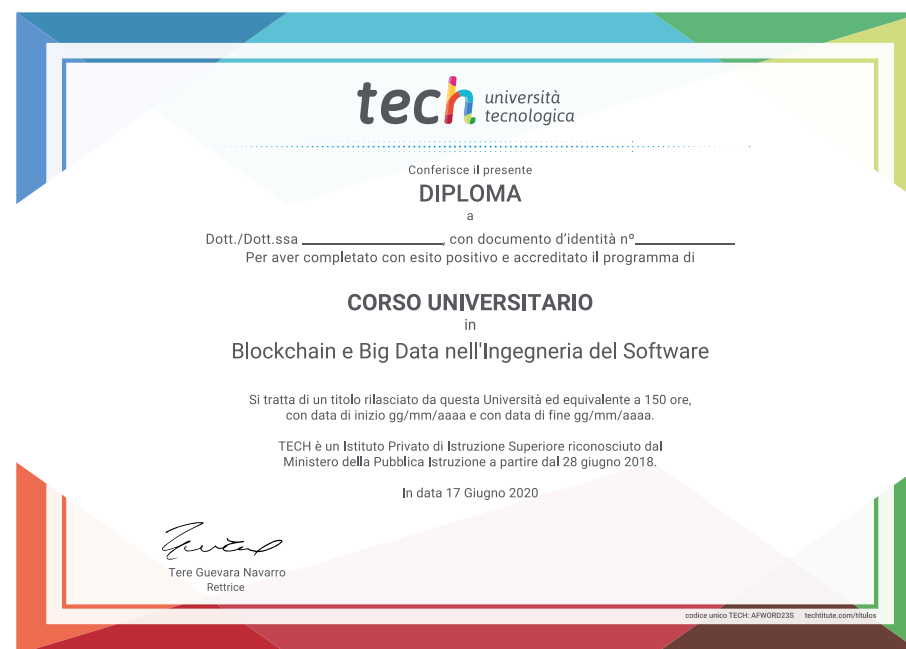 tech università
tecnologica
Conferisce il presente
DIPLOMA
a
Dott./Dott.ssa ____________________, con documento d'identità nº______________
Per aver completato con esito positivo e accreditato il programma di
CORSO UNIVERSITARIO
in
Blockchain e Big Data nell'Ingegneria del Software
Si tratta di un titolo rilasciato da questa Università ed equivalente a 150 ore,
con data di inizio gg/mm/aaaa e con data di fine gg/mm/aaaa.
TECH è un Istituto Privato di Istruzione Superiore riconosciuto dal
Ministero della Pubblica Istruzione a partire dal 28 giugno 2018.
In data 17 Giugno 2020
Tere Guevara Navarro
Rettrice
codice unico TECH: AFWORD23S techtitute.com/titulos